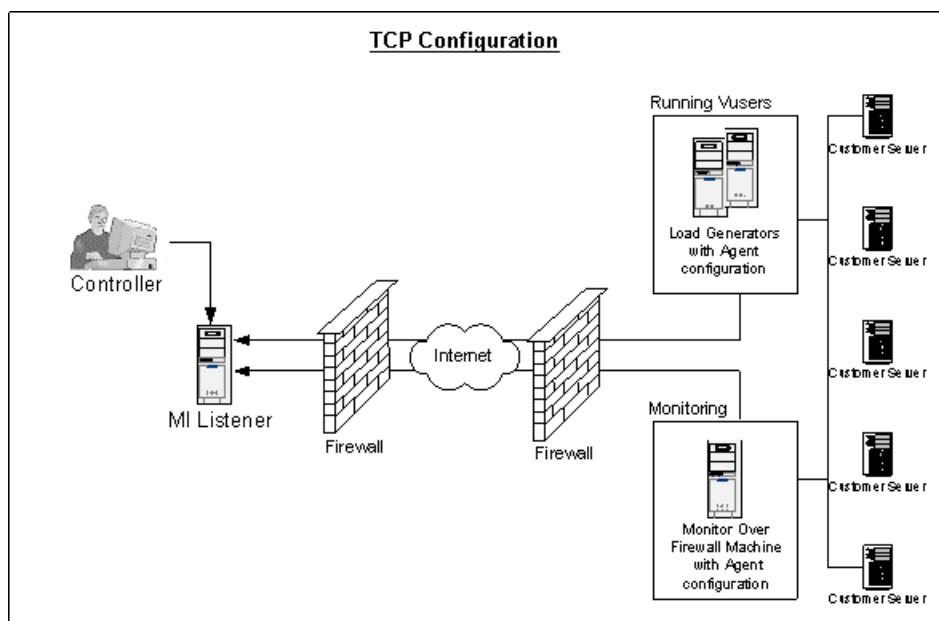 TCP Configuration
Running Vusers
Load Generators
with Agent
configuration
Customer Server
Customer Server
Customer Server
Customer Server
Customer Server
Controller
MI Listener
Firewall
Internet
Firewall
Monitoring
Monitor Over
Firewall Machine
with Agent
configuration